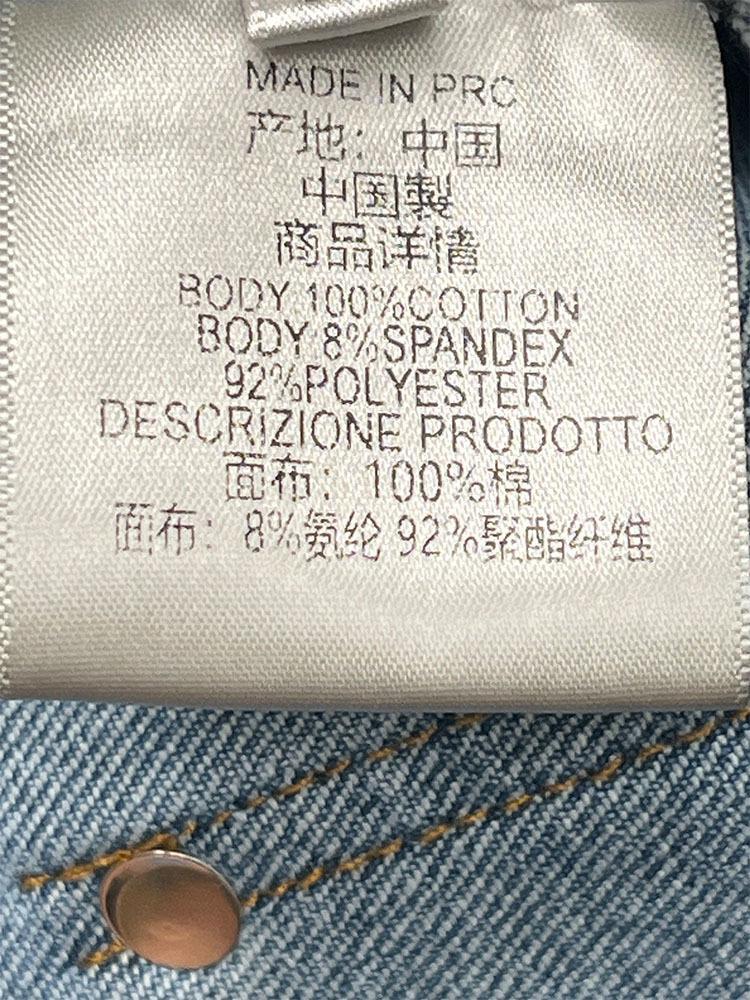 MADE IN PRC
产地：中国
中国製
商品详情
BODY:100%COTTON
BODY:8%SPANDEX
92%POLYESTER
DESCRIZIONE PRODOTTO
面布：100%棉
面布：8%氨纶 92%聚酯纤维